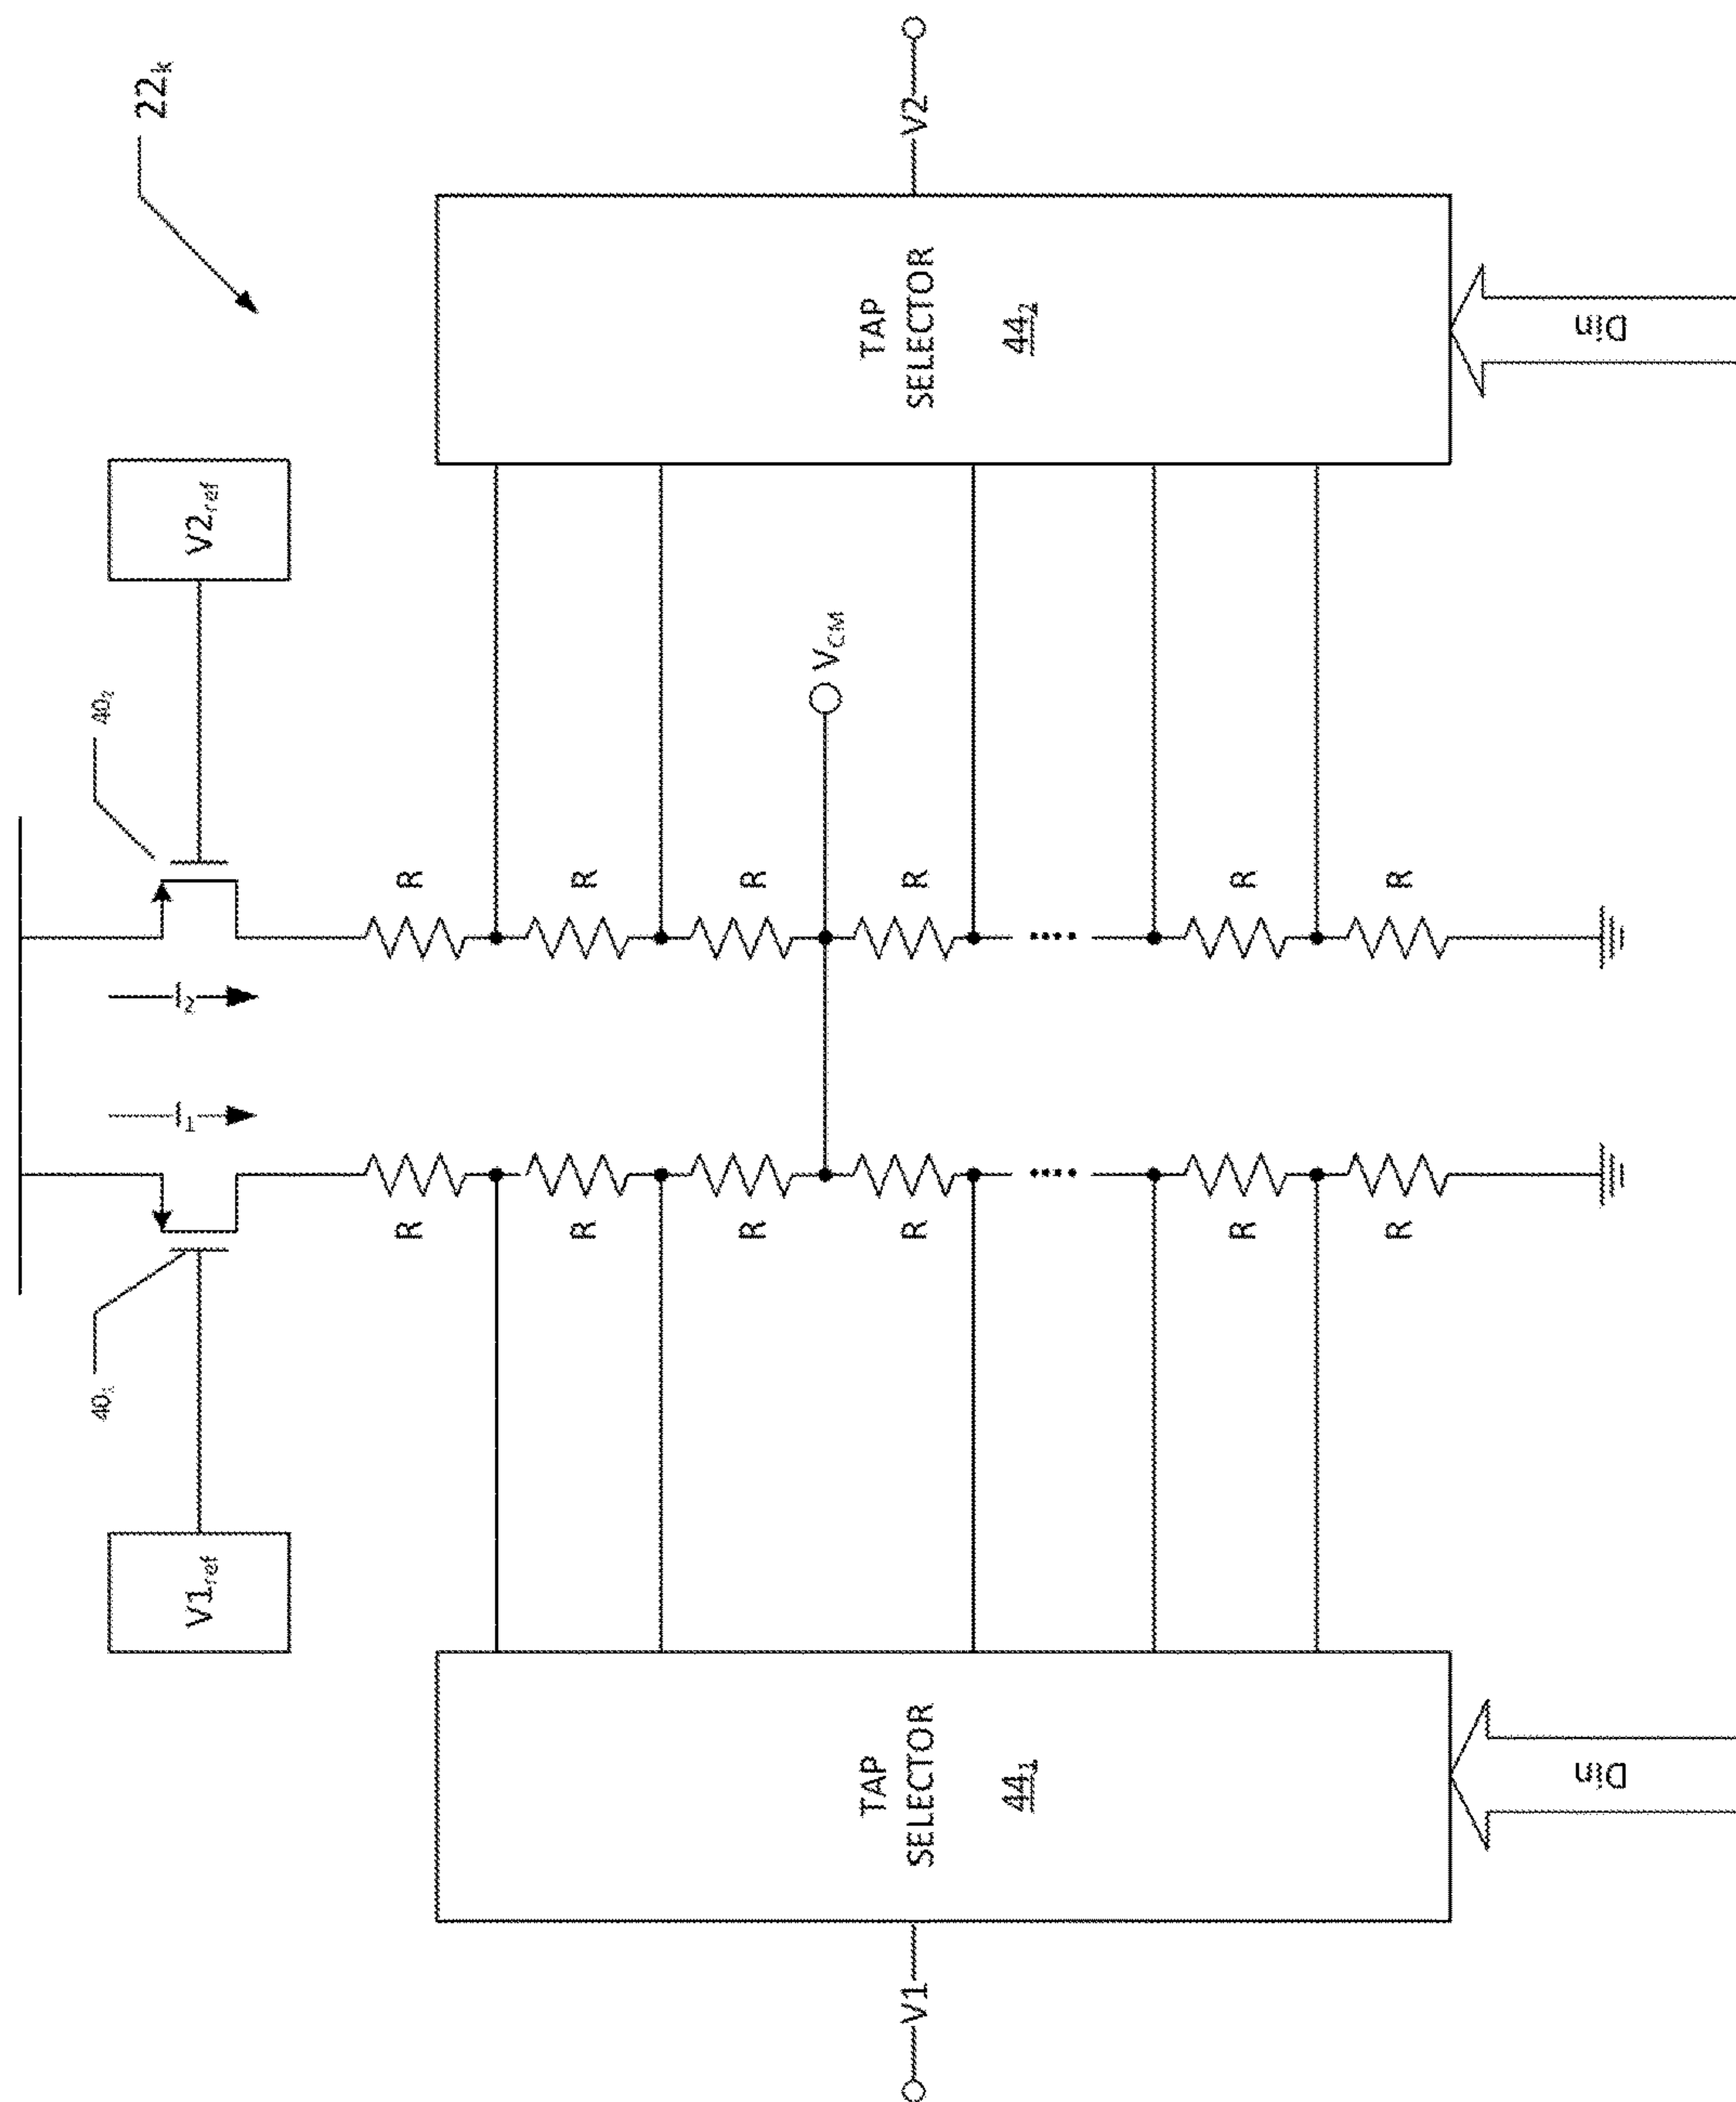 22k
V1ref
401
I1
I2
402
V2ref
R
R
R
R
R
R
R
R
R
R
R
R
VCM
V1
TAP
SELECTOR
441
TAP
SELECTOR
442
V2
Din
Din